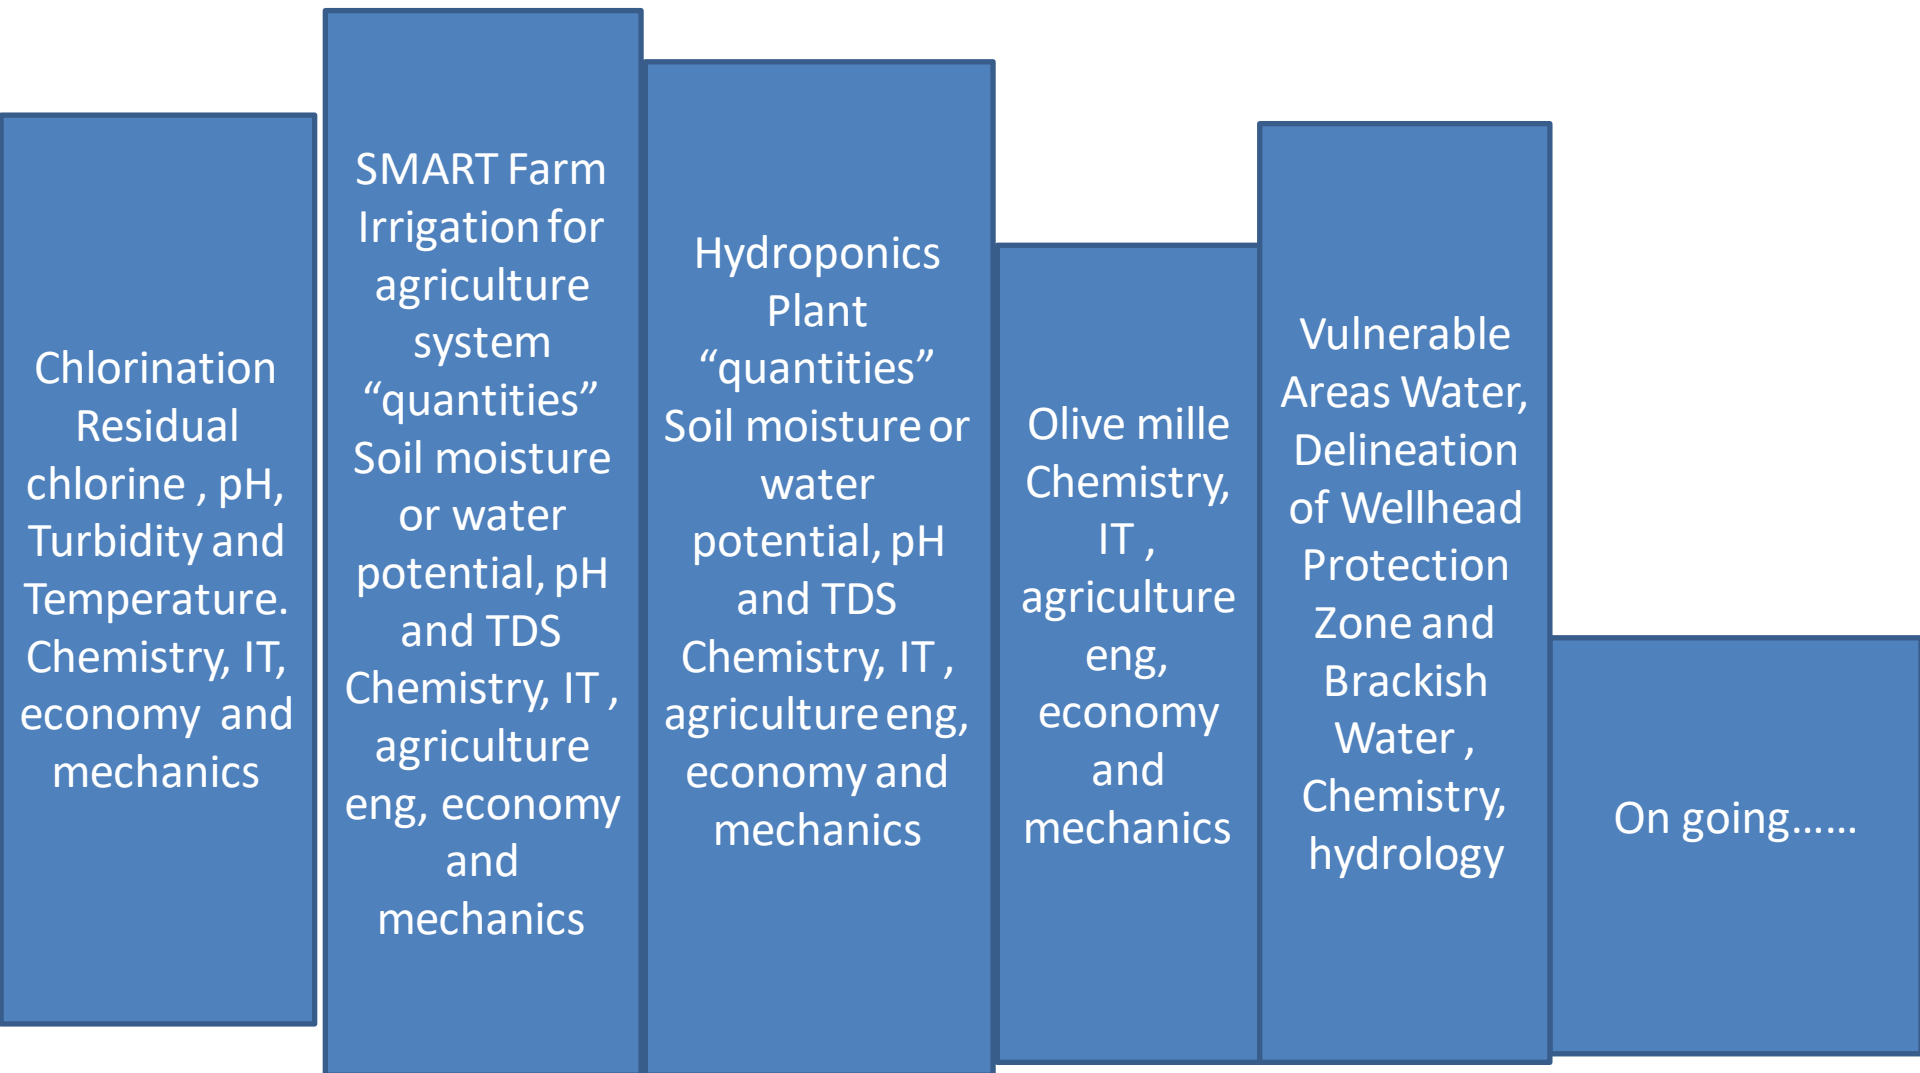 Chlorination
Residual
chlorine , pH,
Turbidity and
Temperature.
Chemistry, IT,
economy and
mechanics
SMART Farm
Irrigation for
agriculture
system
“quantities”
Soil moisture
or water
potential, pH
and TDS
Chemistry, IT ,
agriculture
eng, economy
and
mechanics
Hydroponics
Plant
“quantities”
Soil moisture or
water
potential, pH
and TDS
Chemistry, IT ,
agriculture eng,
economy and
mechanics
Olive mille
Chemistry,
IT ,
agriculture
eng,
economy
and
mechanics
Vulnerable
Areas Water,
Delineation
of Wellhead
Protection
Zone and
Brackish
Water ,
Chemistry,
hydrology
On going......